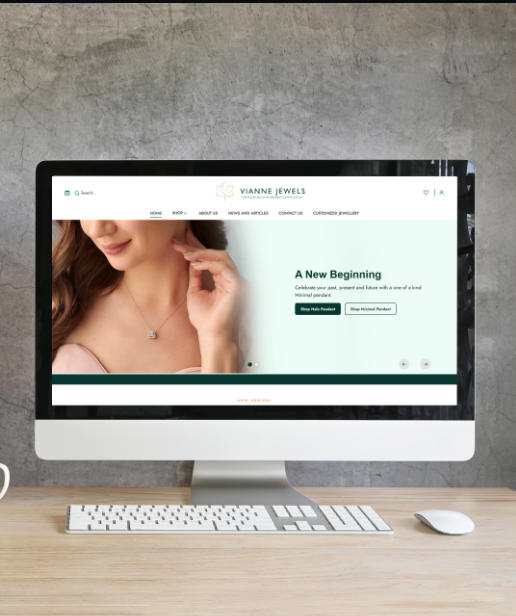 Search...
VIANNE JEWELS
HOME SHOP ABOUT US NEWS AND ARTICLES CONTACT US CUSTOMIZED JEWELLERY
A New Beginning
Celebrate your past, present and future with a one of a kind
Minimal pendant
Shop Halo Pendant Shop Minimal Pendant
NEW ARRIVAL